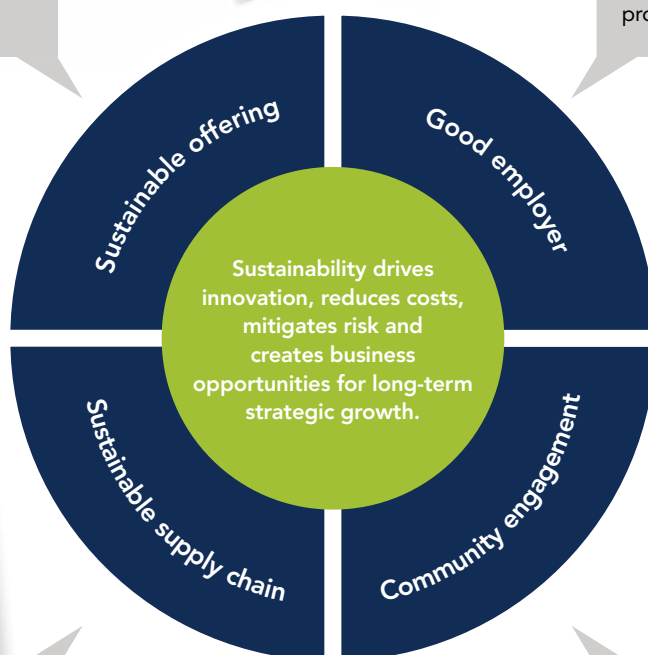 Sustainable offering
Good employer
Sustainability drives
innovation, reduces costs,
mitigates risk and
creates business
opportunities for long-term
strategic growth.
Sustainable supply chain
Community engagement